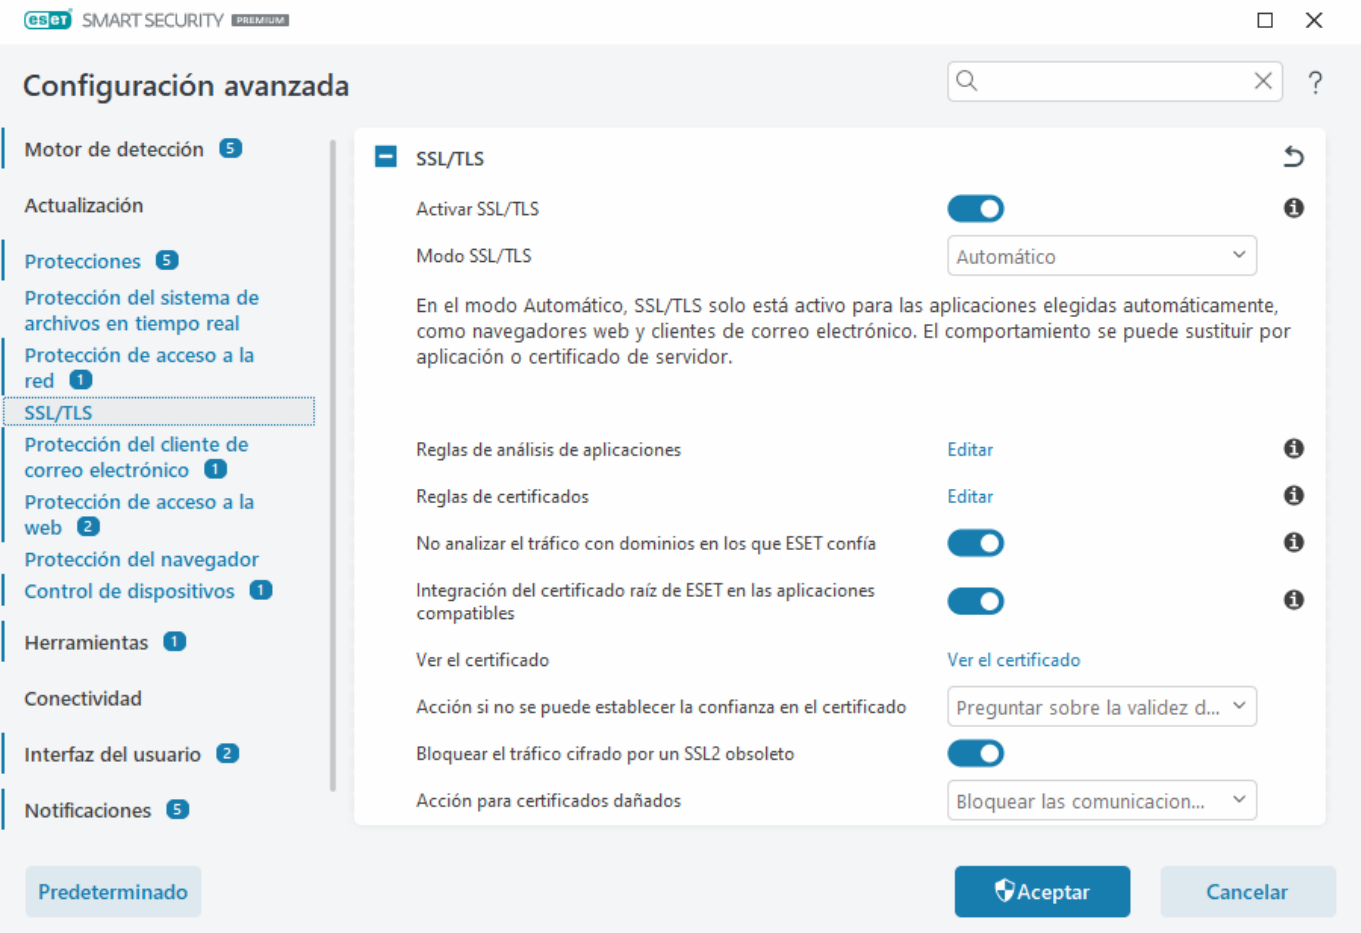 eset SMART SECURITY PREMIUM
Configuración avanzada
?
Motor de detección 5
Actualización
Protecciones 5
Protección del sistema de
archivos en tiempo real
Protección de acceso a la
red 1
SSL/TLS
Protección del cliente de
correo electrónico 1
Protección de acceso a la
web 2
Protección del navegador
Control de dispositivos 1
Herramientas 1
Conectividad
Interfaz del usuario 2
Notificaciones 5
SSL/TLS
Activar SSL/TLS
Modo SSL/TLS Automático
En el modo Automático, SSL/TLS solo está activo para las aplicaciones elegidas automáticamente,
como navegadores web y clientes de correo electrónico. El comportamiento se puede sustituir por
aplicación o certificado de servidor.
Reglas de análisis de aplicaciones Editar
Reglas de certificados Editar
No analizar el tráfico con dominios en los que ESET confía
Integración del certificado raíz de ESET en las aplicaciones
compatibles
Ver el certificado Ver el certificado
Acción si no se puede establecer la confianza en el certificado Preguntar sobre la validez d...
Bloquear el tráfico cifrado por un SSL2 obsoleto
Acción para certificados dañados Bloquear las comunicacion...
Predeterminado
Aceptar
Cancelar